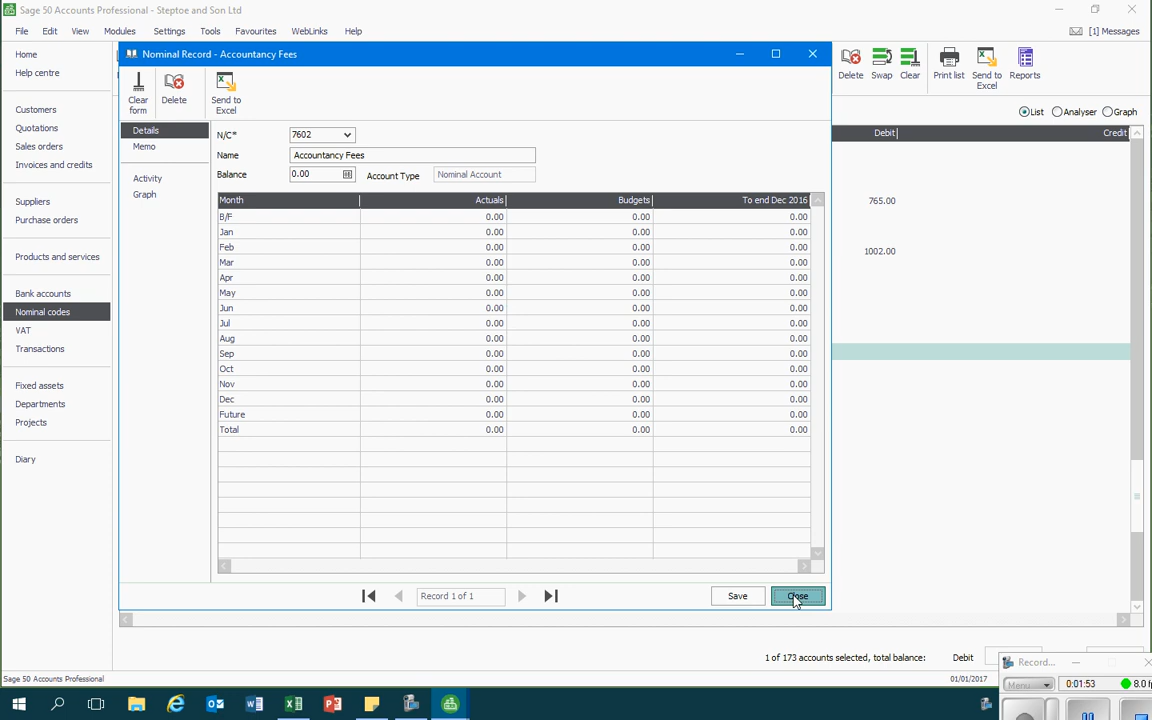 Sage 50 Accounts Professional - Steptoe and Son Ltd
File Edit View Modules Settings Tools Favourites WebLinks Help [1] Messages
Home
Help centre
Customers
Quotations
Sales orders
Invoices and credits
Suppliers
Purchase orders
Products and services
Bank accounts
Nominal codes
VAT
Transactions
Fixed assets
Departments
Projects
Diary
Nominal Record - Accountancy Fees
Clear form
Delete
Send to Excel
Delete Swap Clear Print list Send to Excel Reports
List Analyser Graph
Debit Credit
765.00
1002.00
Details
Memo
Activity
Graph
N/C* 7602
Name Accountancy Fees
Balance 0.00 Account Type Nominal Account
Month Actuals Budgets To end Dec 2016
B/F 0.00 0.00 0.00
Jan 0.00 0.00 0.00
Feb 0.00 0.00 0.00
Mar 0.00 0.00 0.00
Apr 0.00 0.00 0.00
May 0.00 0.00 0.00
Jun 0.00 0.00 0.00
Jul 0.00 0.00 0.00
Aug 0.00 0.00 0.00
Sep 0.00 0.00 0.00
Oct 0.00 0.00 0.00
Nov 0.00 0.00 0.00
Dec 0.00 0.00 0.00
Future 0.00 0.00 0.00
Total 0.00 0.00 0.00
Record 1 of 1
Save Close
1 of 173 accounts selected, total balance: Debit
Sage 50 Accounts Professional 01/01/2017
Record...
Menu 0:01:53 8.0 f